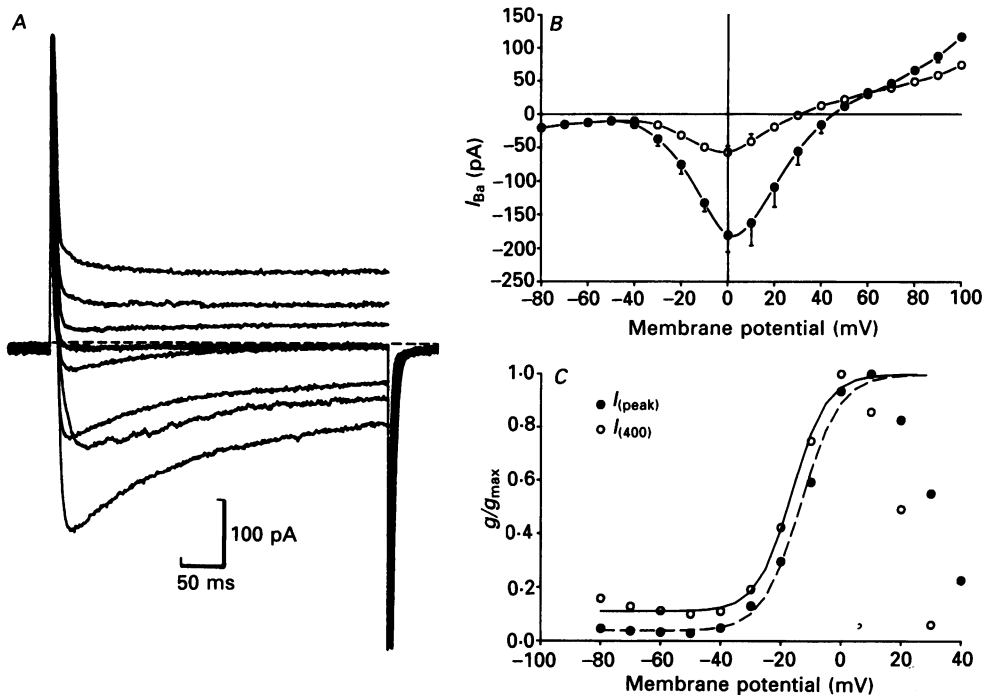 A
100 pA
50 ms
B
150
100
50
0
−50
−100
−150
−200
−250
I_Ba (pA)
−80 −60 −40 −20 0 20 40 60 80 100
Membrane potential (mV)
C
I(peak)
I(400)
1·0
0·8
0·6
0·4
0·2
0·0
g/g_max
−100 −80 −60 −40 −20 0 20 40
Membrane potential (mV)